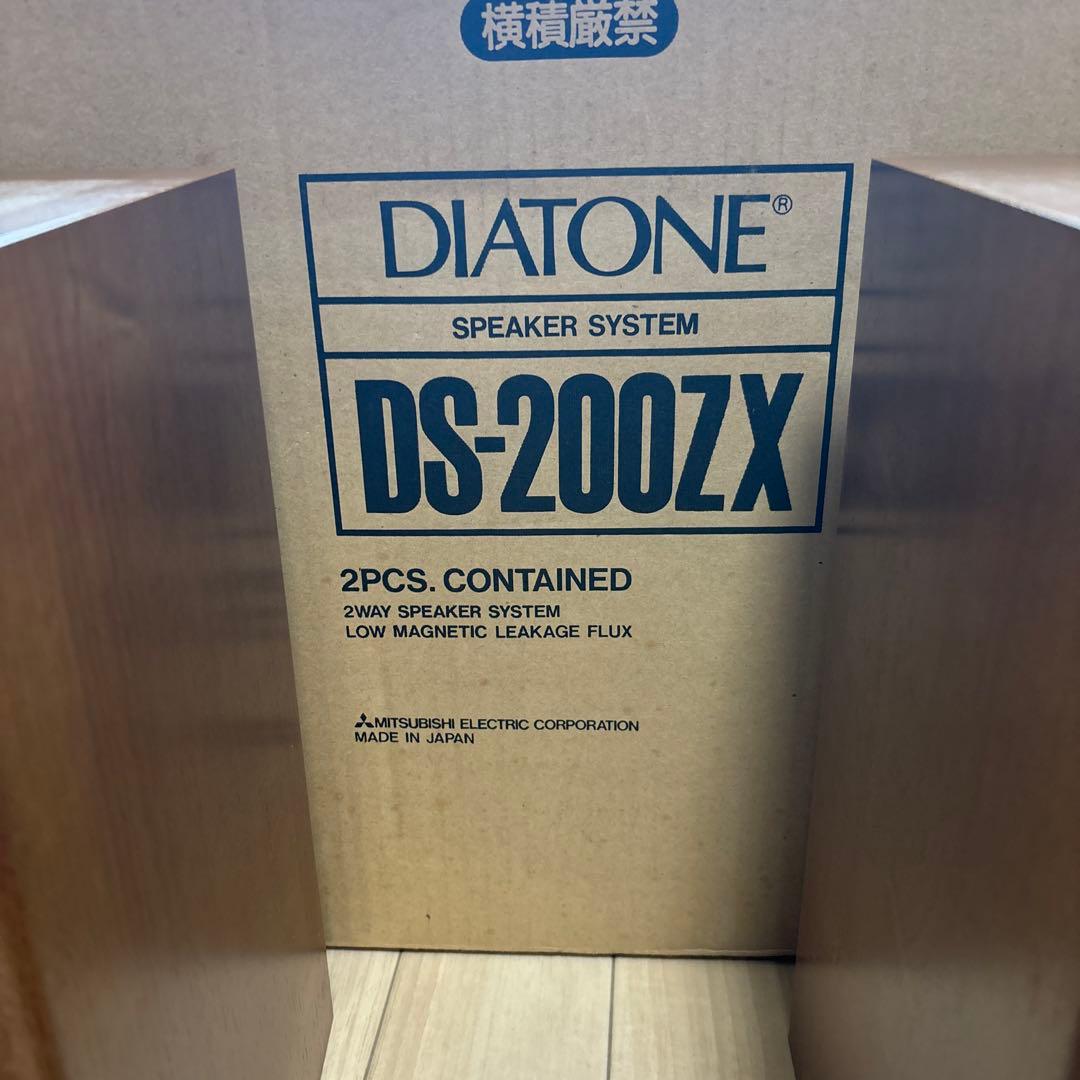 横積厳禁
DIATONE®
SPEAKER SYSTEM
DS-200ZX
2PCS. CONTAINED
2WAY SPEAKER SYSTEM
LOW MAGNETIC LEAKAGE FLUX
MITSUBISHI ELECTRIC CORPORATION
MADE IN JAPAN